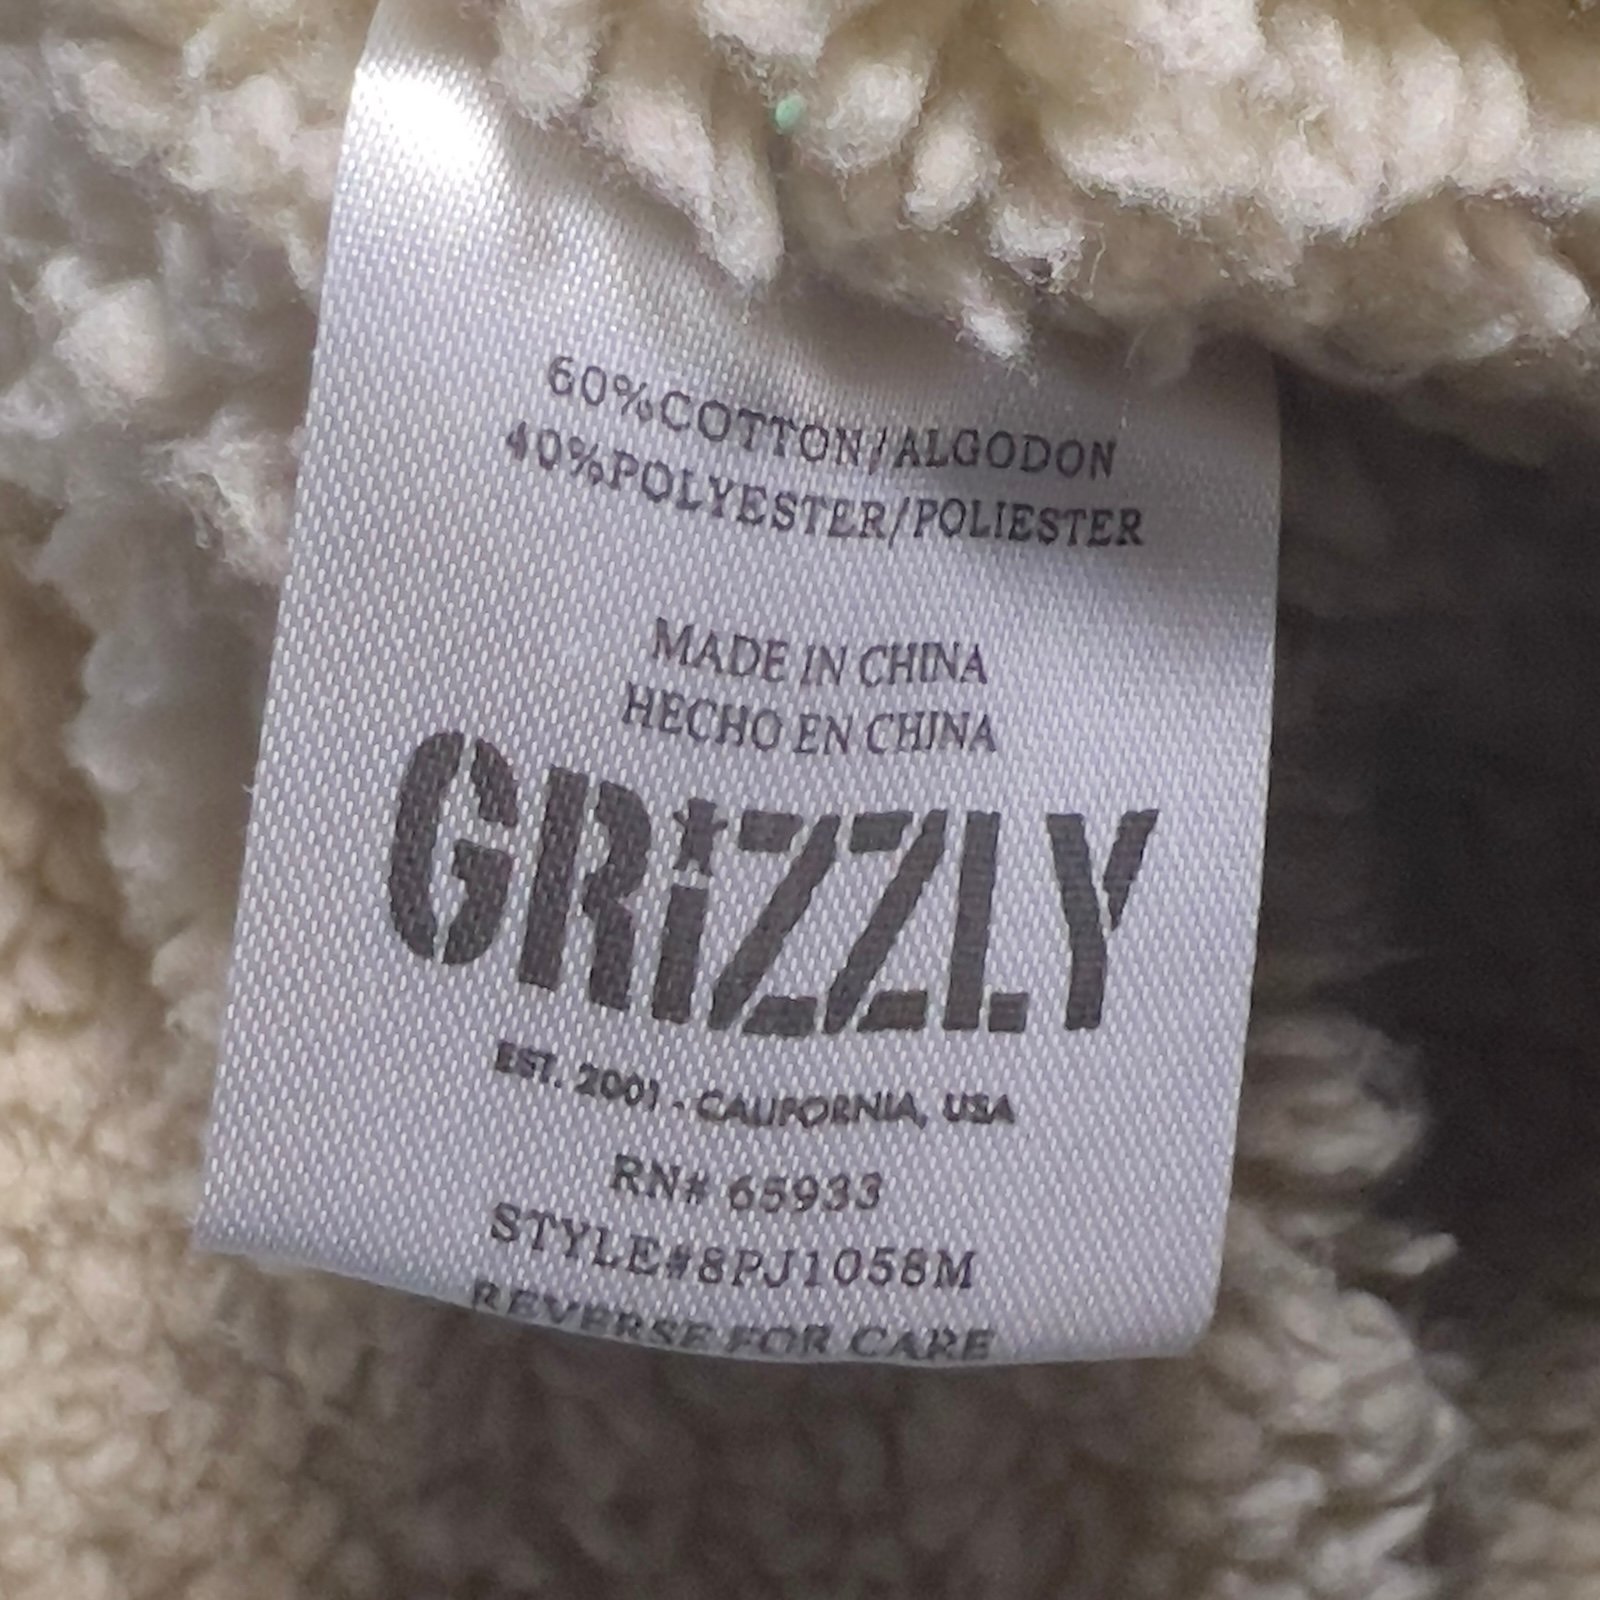 60%COTTON/ALGODON
40%POLYESTER/POLIESTER
MADE IN CHINA
HECHO EN CHINA
GRiZZLY
EST. 2001 - CALIFORNIA, USA
RN# 65933
STYLE#8PJ1058M
REVERSE FOR CARE